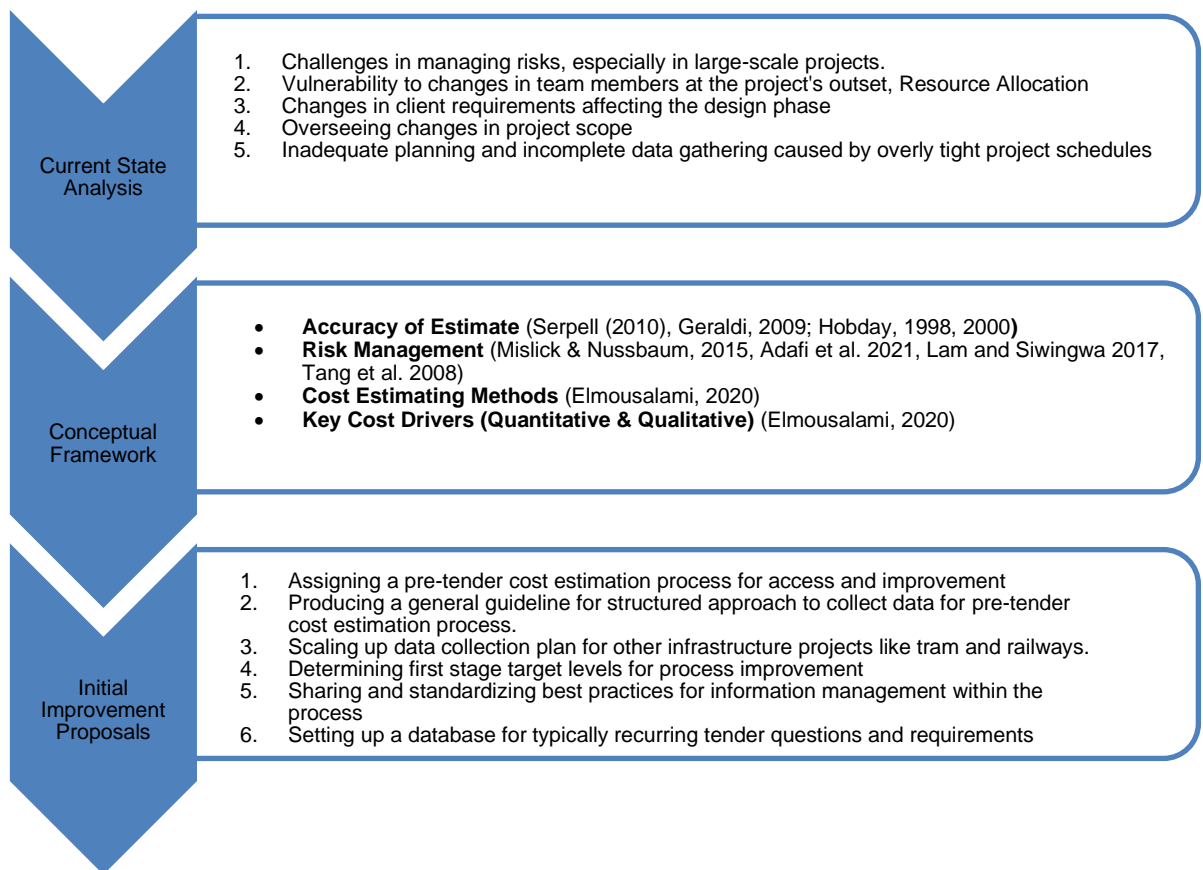 Current State
Analysis
1. Challenges in managing risks, especially in large-scale projects.
2. Vulnerability to changes in team members at the project's outset, Resource Allocation
3. Changes in client requirements affecting the design phase
4. Overseeing changes in project scope
5. Inadequate planning and incomplete data gathering caused by overly tight project schedules
Conceptual
Framework
• Accuracy of Estimate (Serpell (2010), Geraldi, 2009; Hobday, 1998, 2000)
• Risk Management (Mislick & Nussbaum, 2015, Adafi et al. 2021, Lam and Siwingwa 2017,
Tang et al. 2008)
• Cost Estimating Methods (Elmousalami, 2020)
• Key Cost Drivers (Quantitative & Qualitative) (Elmousalami, 2020)
Initial
Improvement
Proposals
1. Assigning a pre-tender cost estimation process for access and improvement
2. Producing a general guideline for structured approach to collect data for pre-tender
cost estimation process.
3. Scaling up data collection plan for other infrastructure projects like tram and railways.
4. Determining first stage target levels for process improvement
5. Sharing and standardizing best practices for information management within the
process
6. Setting up a database for typically recurring tender questions and requirements